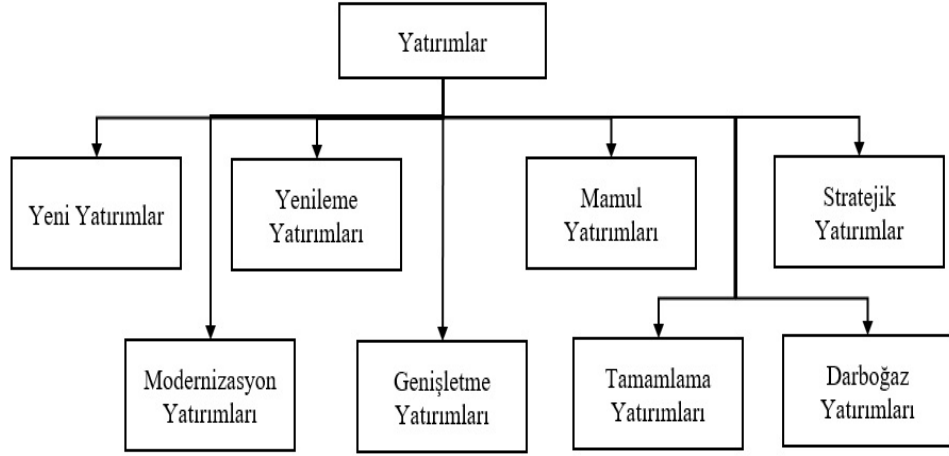 Yatırımlar
Yeni Yatırımlar
Yenileme
Yatırımları
Mamul
Yatırımları
Stratejik
Yatırımlar
Modernizasyon
Yatırımları
Genişletme
Yatırımları
Tamamlama
Yatırımları
Darboğaz
Yatırımları